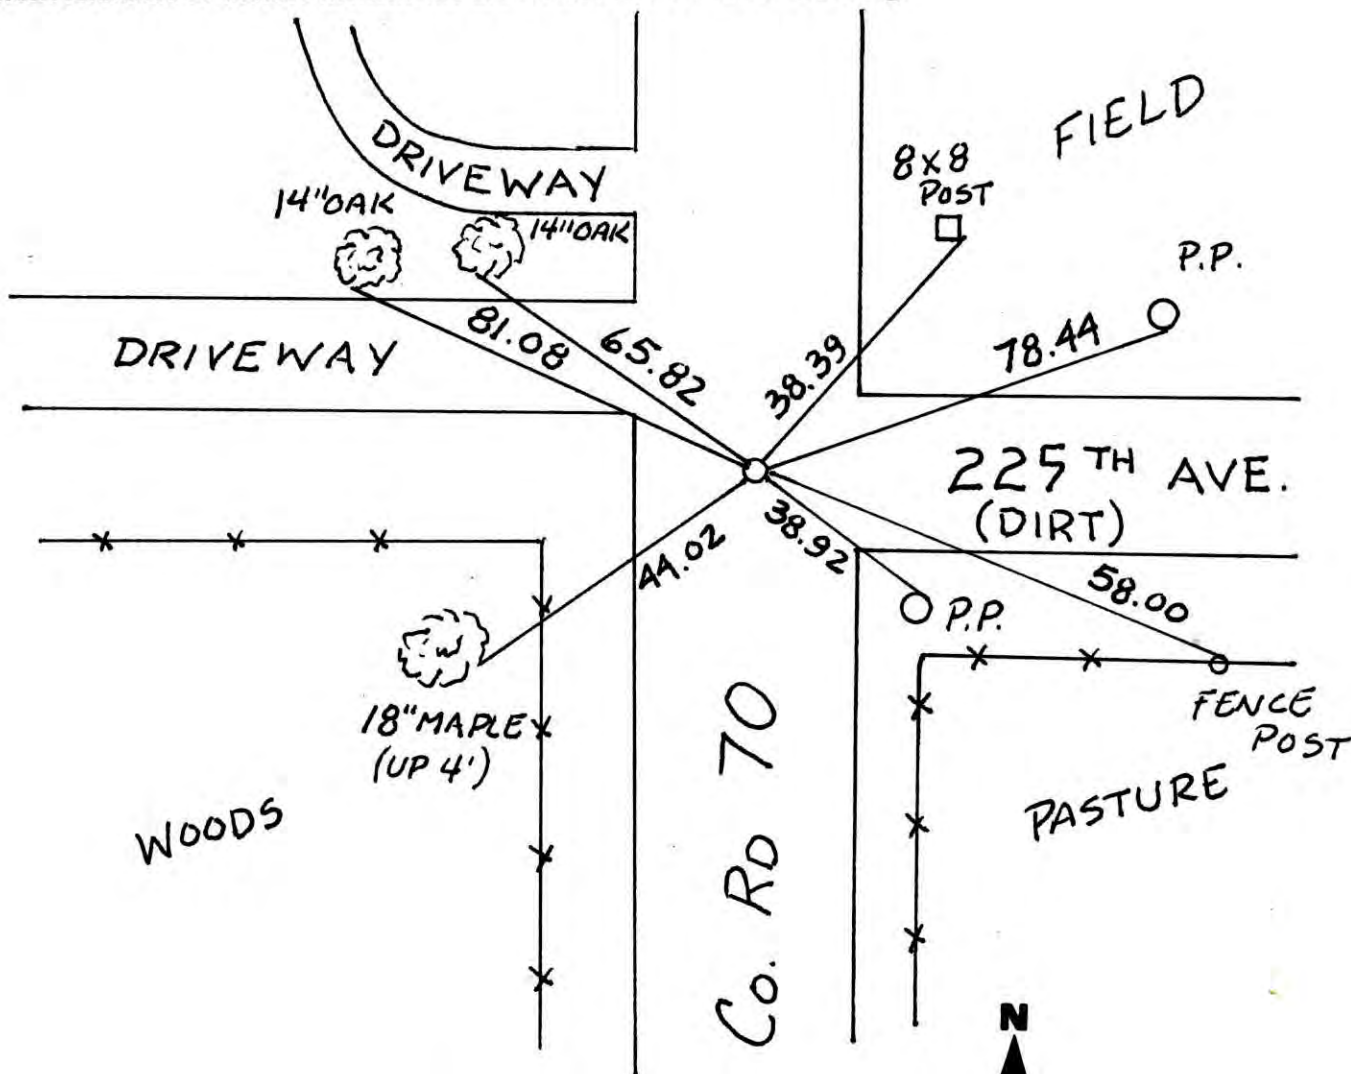 FIELD
DRIVEWAY
8x8
POST
14" OAK
14" OAK
P.P.
81.08
65.82
38.39
78.44
DRIVEWAY
225TH AVE.
(DIRT)
44.02
38.92
58.00
P.P.
18" MAPLE
(UP 4')
FENCE
POST
Co. RD 70
WOODS
PASTURE
N